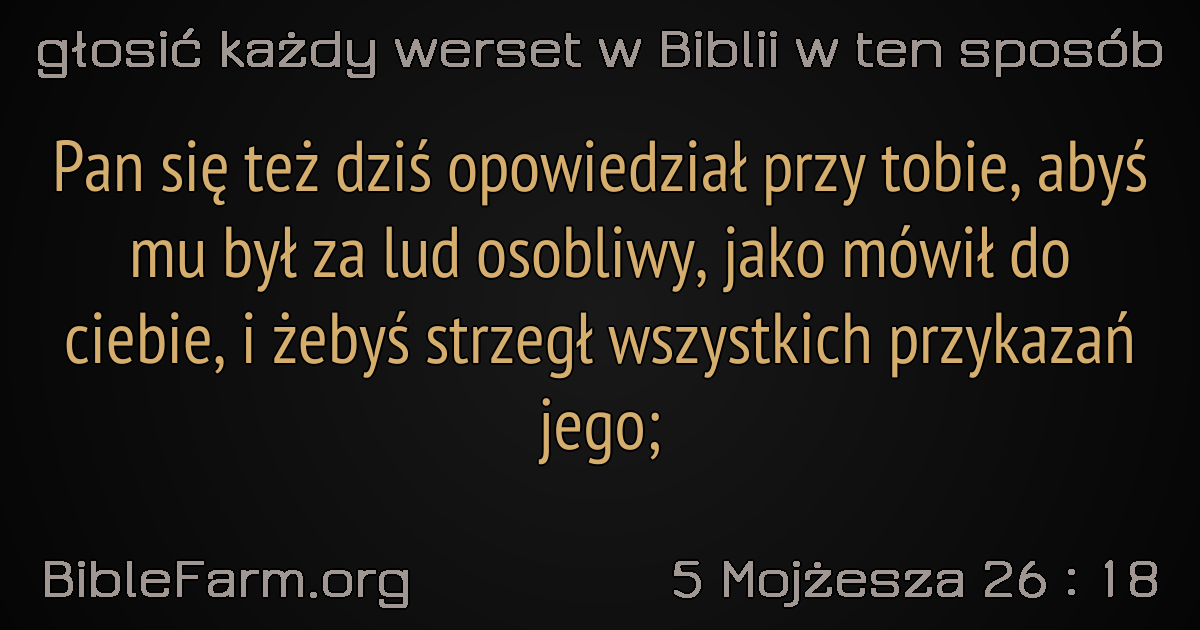 głosić każdy werset w Biblii w ten sposób
Pan się też dziś opowiedział przy tobie, abyś
mu był za lud osobliwy, jako mówił do
ciebie, i żebyś strzegł wszystkich przykazań
jego;
BibleFarm.org
5 Mojżesza 26 : 18